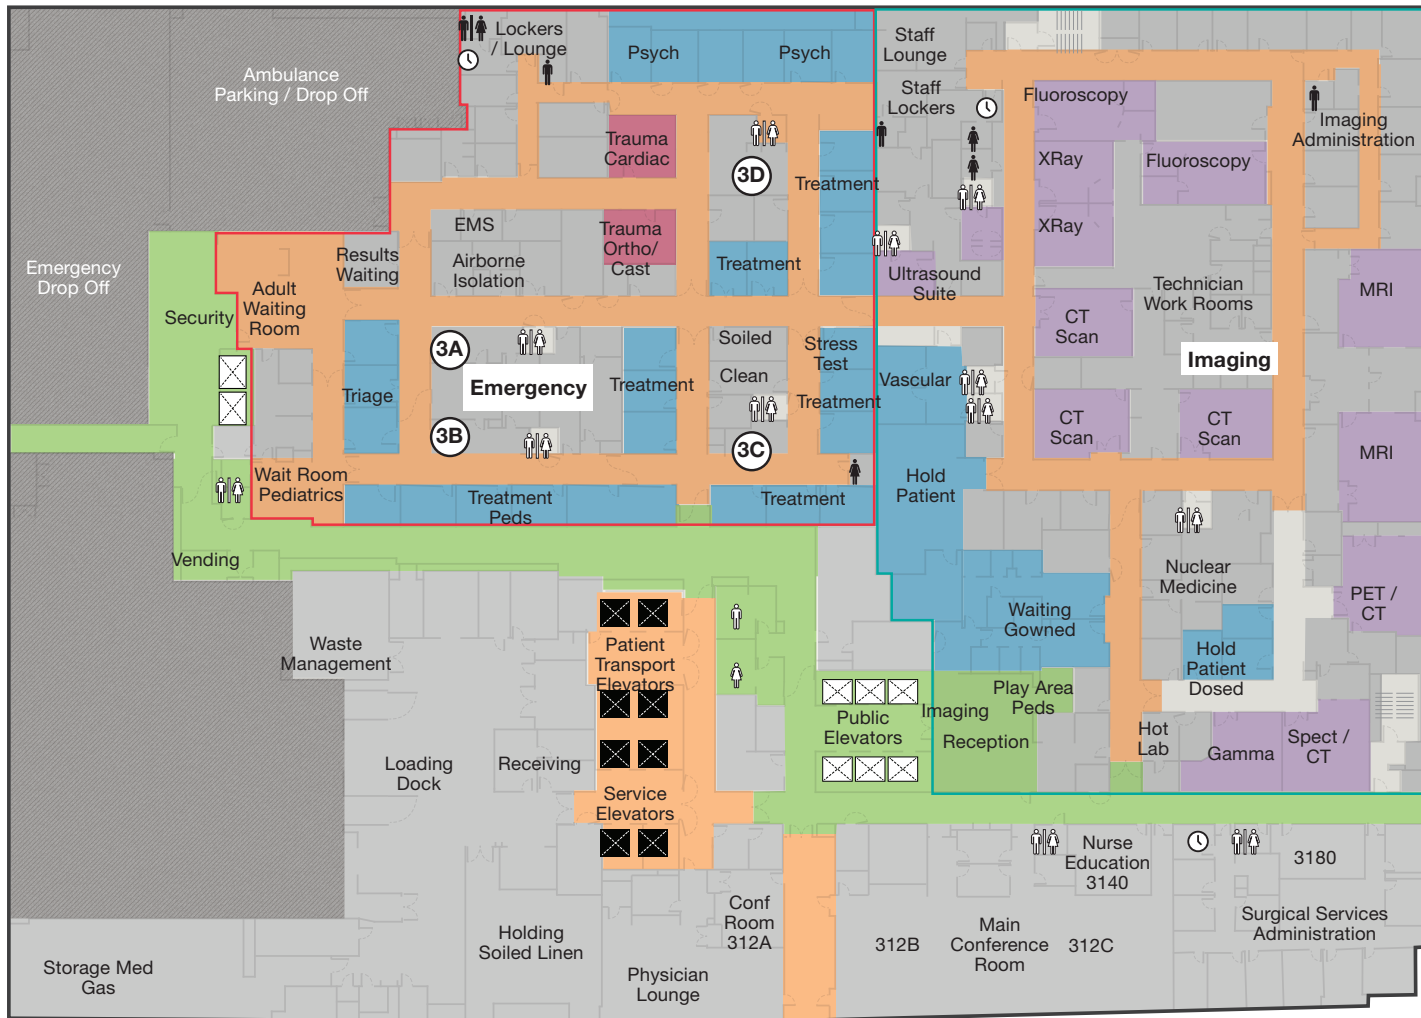 Lockers
/ Lounge
Psych
Psych
Staff
Lounge
Ambulance
Parking / Drop Off
Staff
Lockers
Fluoroscopy
Imaging
Administration
Trauma
Cardiac
XRay
Fluoroscopy
3D
Treatment
EMS
Trauma
Ortho/
Cast
XRay
Results
Waiting
Airborne
Isolation
Treatment
Emergency
Drop Off
Adult
Waiting
Room
Ultrasound
Suite
Technician
Work Rooms
MRI
Security
CT
Scan
3A
Soiled
Stress
Test
Imaging
Emergency
Treatment
Clean
Vascular
Triage
Treatment
CT
Scan
CT
Scan
3B
3C
MRI
Wait Room
Pediatrics
Treatment
Peds
Treatment
Hold
Patient
Vending
Nuclear
Medicine
PET /
CT
Waiting
Gowned
Waste
Management
Patient
Transport
Elevators
Hold
Patient
Dosed
Play Area
Peds
Public
Elevators
Imaging
Reception
Hot
Lab
Gamma
Spect /
CT
Loading
Dock
Receiving
Service
Elevators
Nurse
Education
3140
3180
Conf
Room
312A
Main
Conference
Room
312B
312C
Surgical Services
Administration
Holding
Soiled Linen
Storage Med
Gas
Physician
Lounge